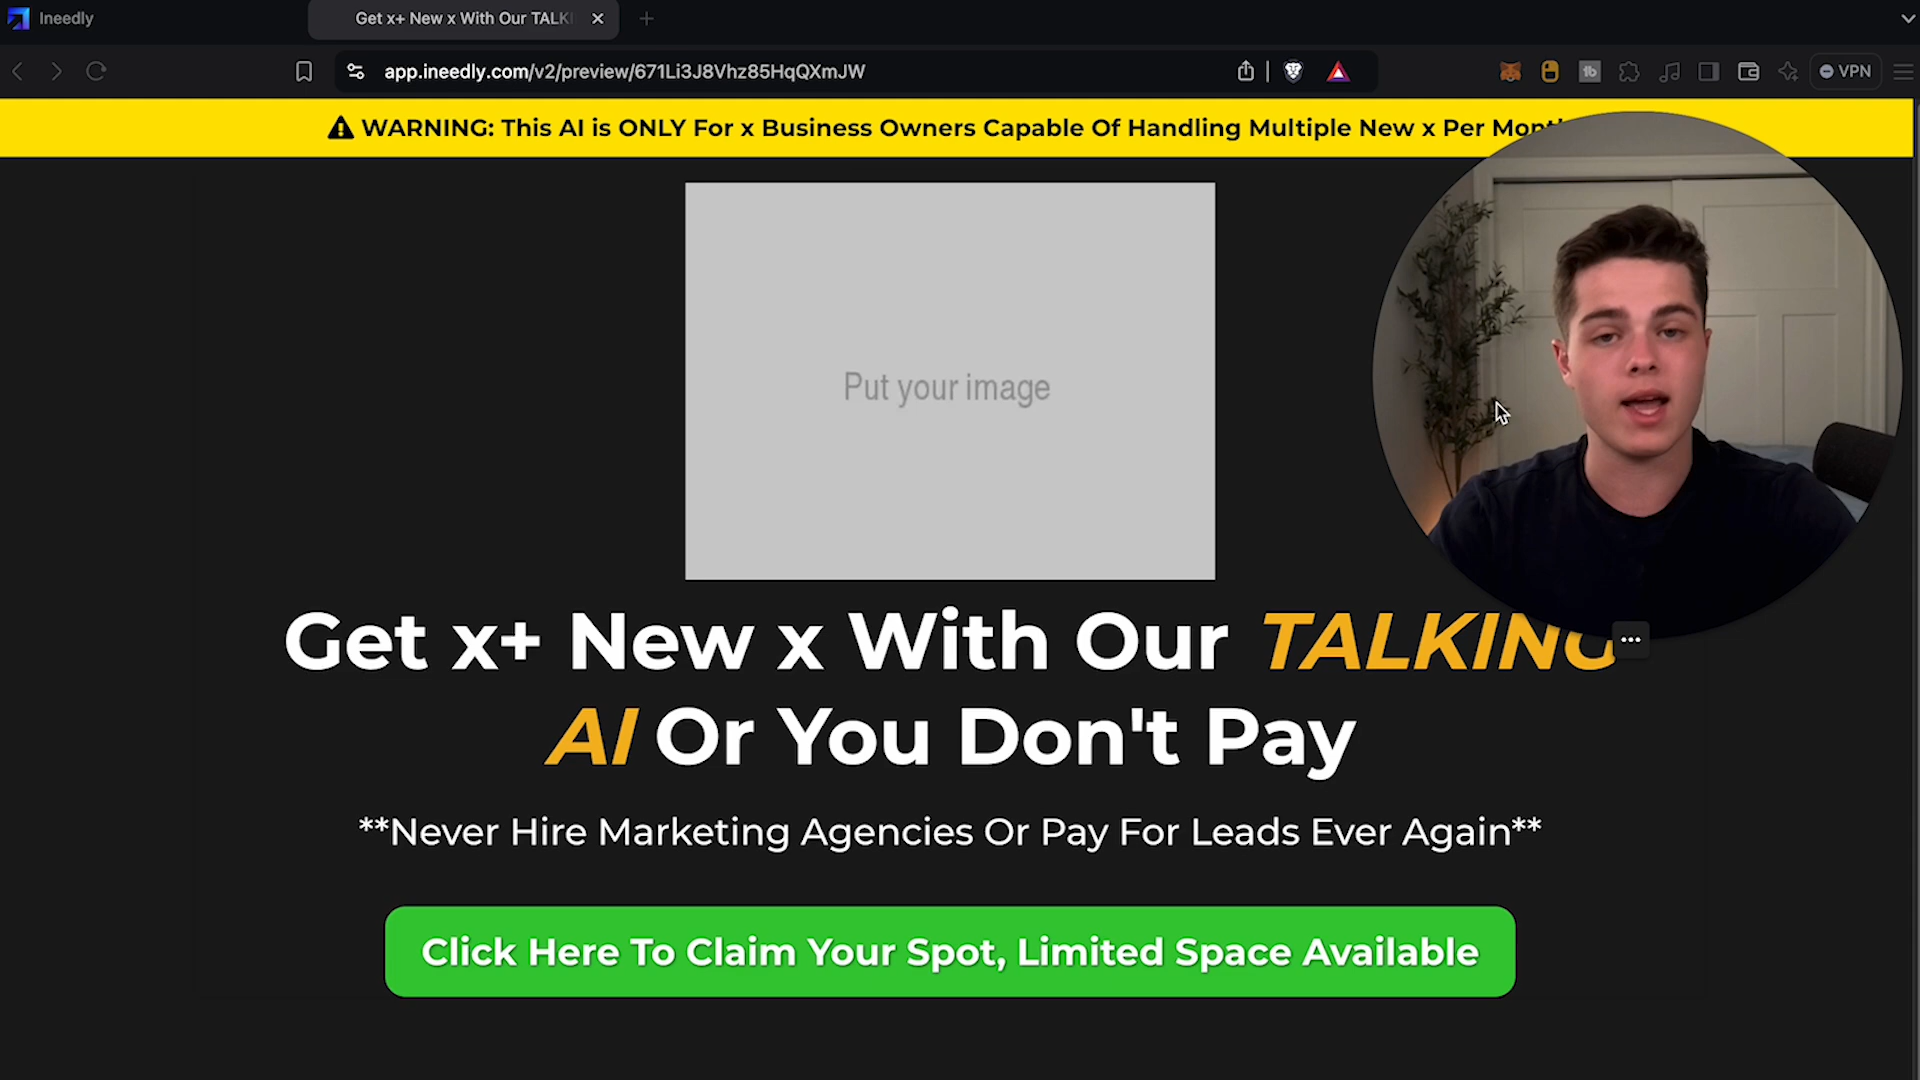 Ineedly
Get x+ New x With Our TALK
app.ineedly.com/v2/preview/671Li3J8Vhz85HqQXmJW
VPN
WARNING: This AI is ONLY For x Business Owners Capable Of Handling Multiple New x Per Month
Put your image
Get x+ New x With Our TALKING
AI Or You Don't Pay
**Never Hire Marketing Agencies Or Pay For Leads Ever Again**
Click Here To Claim Your Spot, Limited Space Available